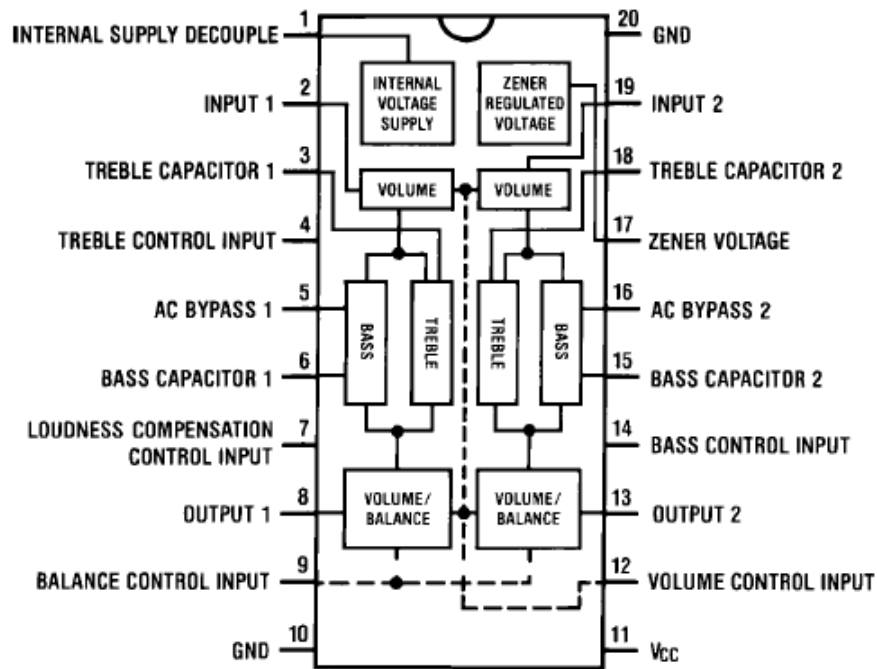 1
INTERNAL SUPPLY DECOUPLE
2
INPUT 1
3
TREBLE CAPACITOR 1
4
TREBLE CONTROL INPUT
5
AC BYPASS 1
6
BASS CAPACITOR 1
7
LOUDNESS COMPENSATION
CONTROL INPUT
8
OUTPUT 1
9
BALANCE CONTROL INPUT
10
GND
INTERNAL
VOLTAGE
SUPPLY
ZENER
REGULATED
VOLTAGE
VOLUME
VOLUME
BASS
TREBLE
TREBLE
BASS
VOLUME/
BALANCE
VOLUME/
BALANCE
20
GND
19
INPUT 2
18
TREBLE CAPACITOR 2
17
ZENER VOLTAGE
16
AC BYPASS 2
15
BASS CAPACITOR 2
14
BASS CONTROL INPUT
13
OUTPUT 2
12
VOLUME CONTROL INPUT
11
VCC